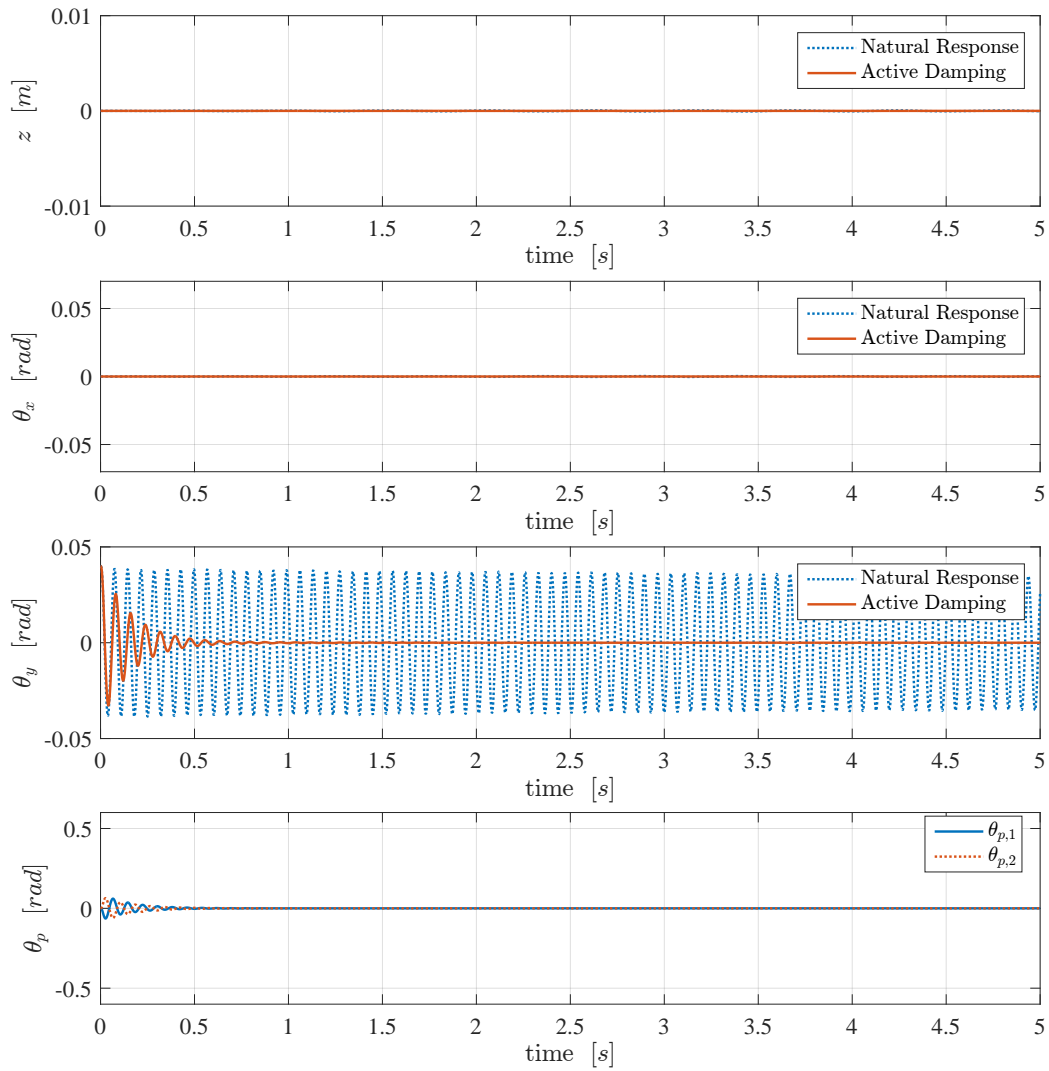 0.01
0
-0.01
z [m]
Natural Response
Active Damping
0 0.5 1 1.5 2 2.5 3 3.5 4 4.5 5
time [s]
0.05
0
-0.05
θx [rad]
Natural Response
Active Damping
0 0.5 1 1.5 2 2.5 3 3.5 4 4.5 5
time [s]
0.05
0
-0.05
θy [rad]
Natural Response
Active Damping
0 0.5 1 1.5 2 2.5 3 3.5 4 4.5 5
time [s]
0.5
0
-0.5
θp [rad]
θp,1
θp,2
0 0.5 1 1.5 2 2.5 3 3.5 4 4.5 5
time [s]